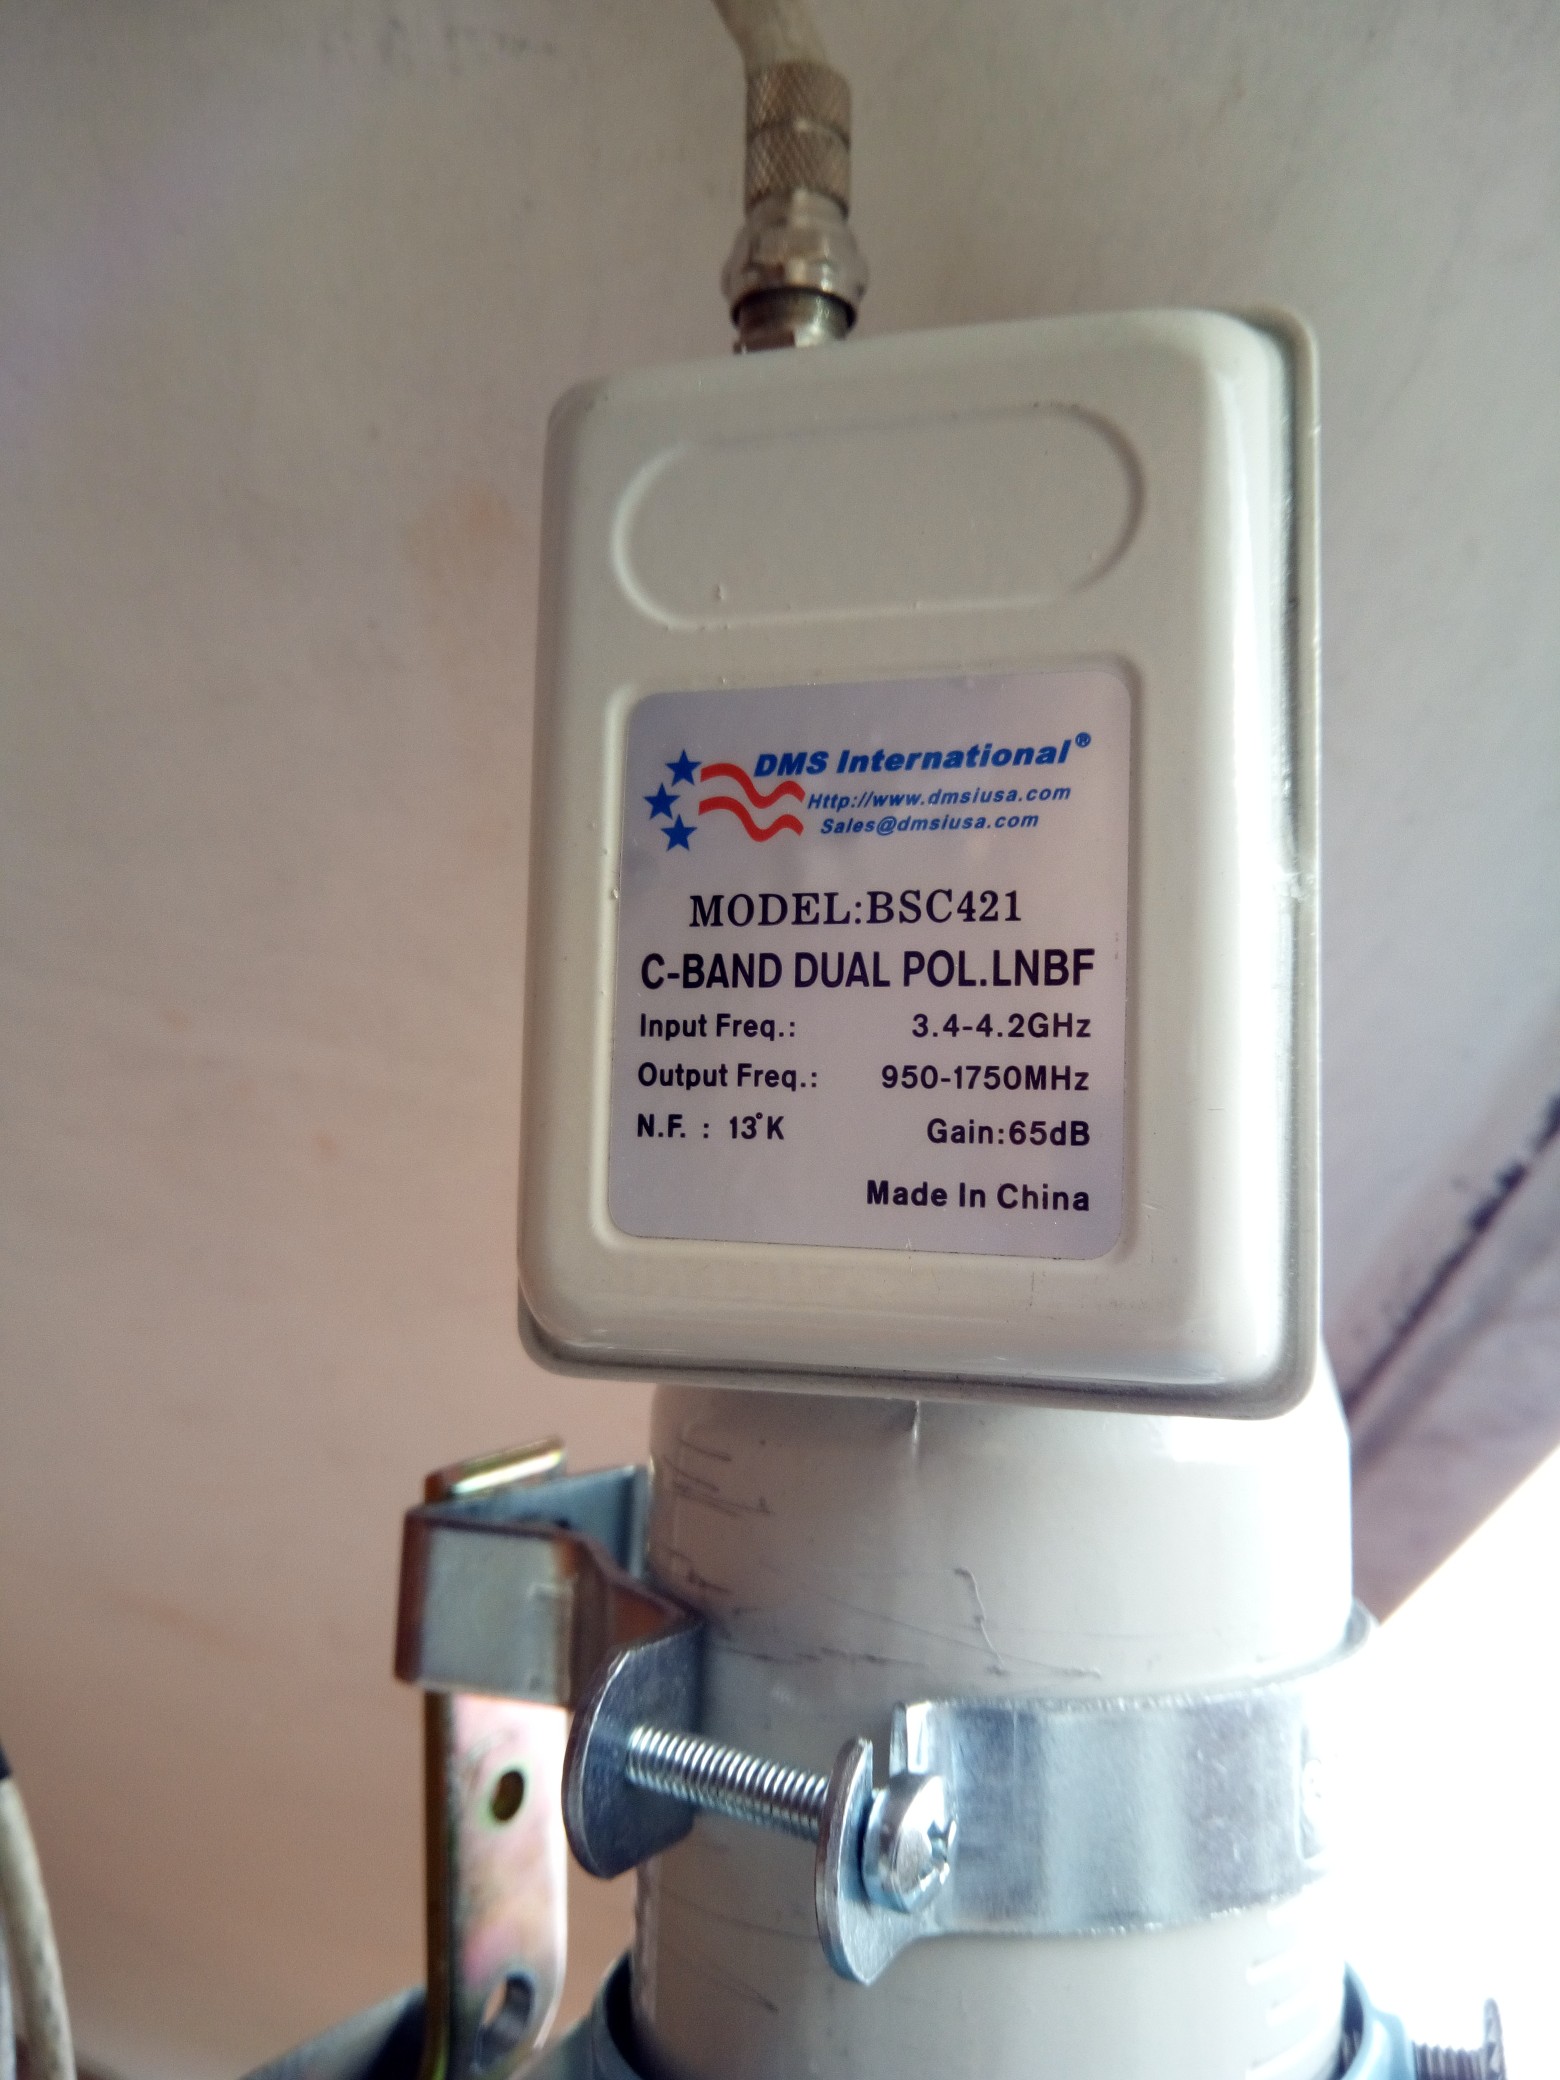 DMS International®
Http://www.dmsiusa.com
Sales@dmsiusa.com
MODEL:BSC421
C-BAND DUAL POL.LNBF
Input Freq.: 3.4-4.2GHz
Output Freq.: 950-1750MHz
N.F. : 13°K Gain:65dB
Made In China